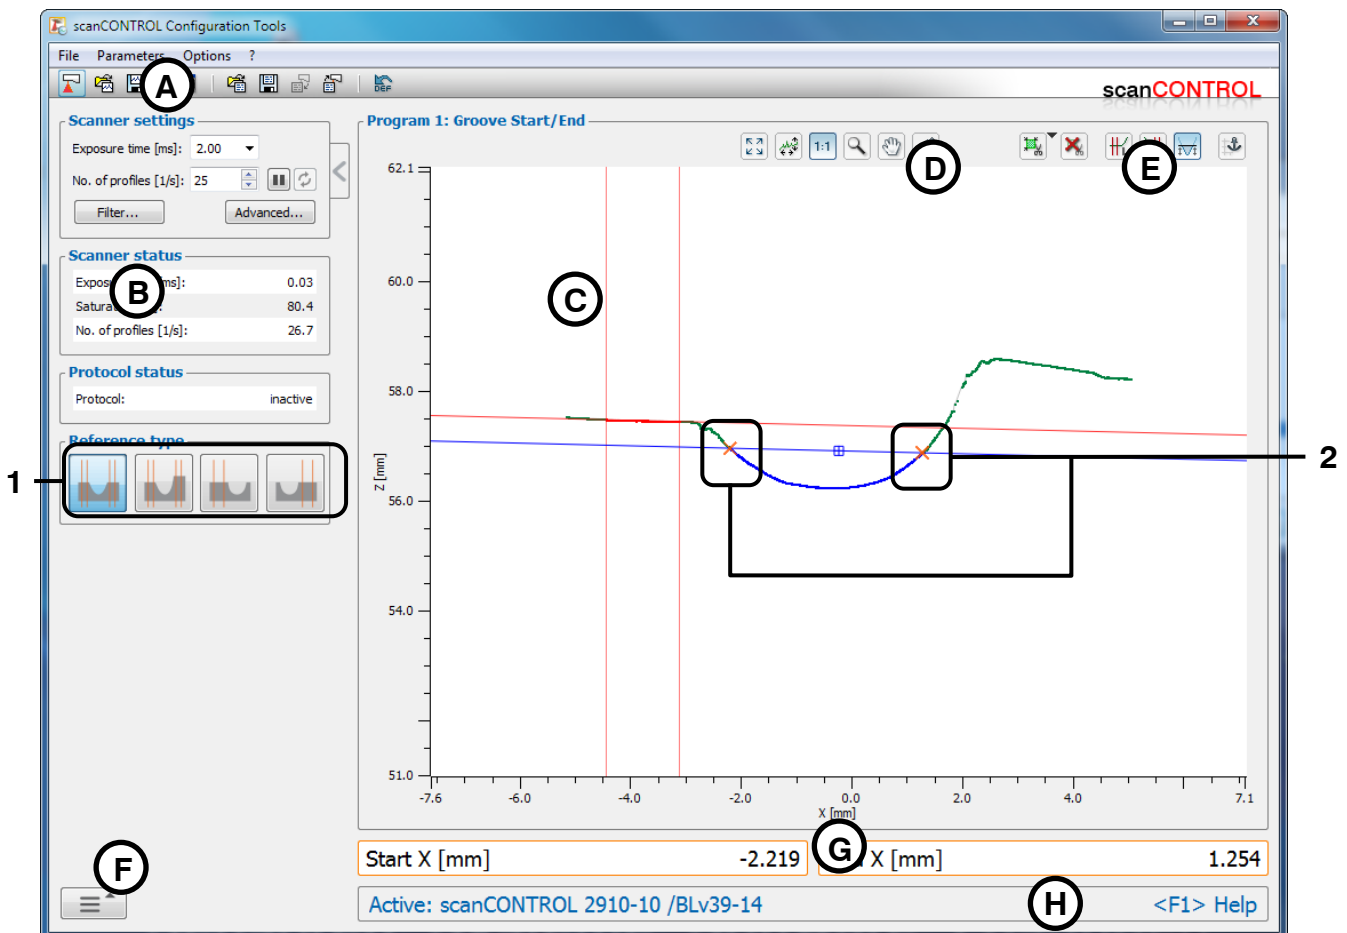 scanCONTROL Configuration Tools
File Parameters Options ?
A
DEF
scanCONTROL
Scanner settings
Exposure time [ms]: 2.00
No. of profiles [1/s]: 25
Filter... Advanced...
Scanner status
ms]: 0.03
B
80.4
No. of profiles [1/s]: 26.7
Protocol status
Protocol: inactive
Reference type
1
F
Program 1: Groove Start/End
1:1
D
E
C
2
Z [mm]
62.1
60.0
58.0
56.0
54.0
51.0
-7.6 -6.0 -4.0 -2.0 0.0 2.0 4.0 7.1
X [mm]
Start X [mm] -2.219
G
X [mm] 1.254
Active: scanCONTROL 2910-10 /BLv39-14
H
<F1> Help